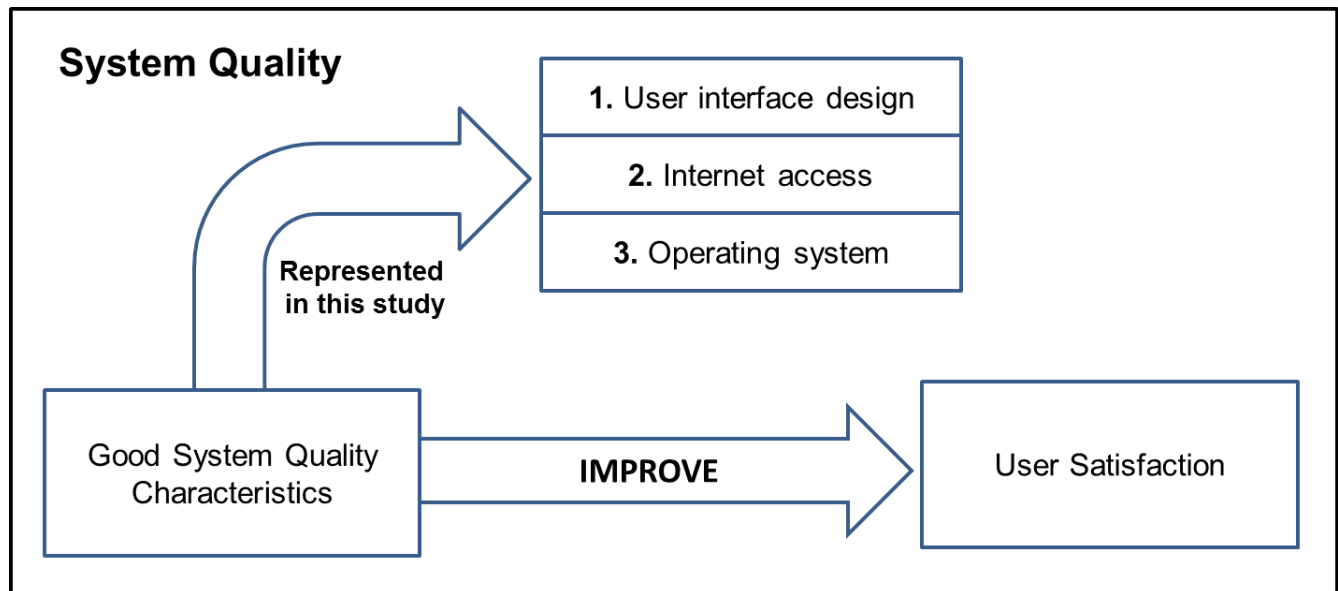 System Quality
1. User interface design
2. Internet access
3. Operating system
Represented
in this study
Good System Quality
Characteristics
IMPROVE
User Satisfaction